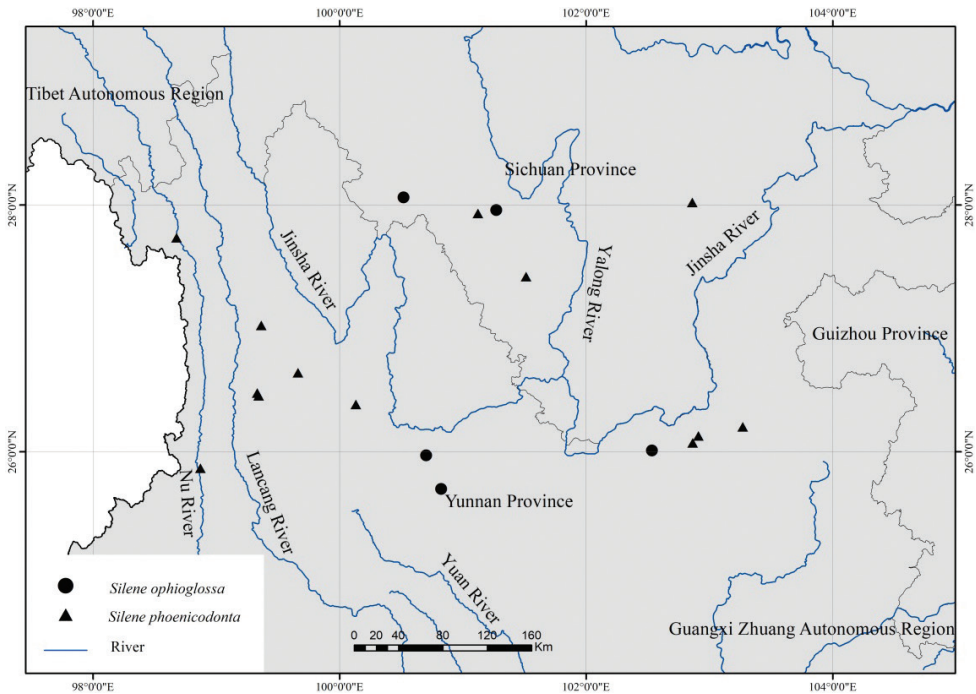 98°0'0"E 100°0'0"E 102°0'0"E 104°0'0"E
Tibet Autonomous Region
Sichuan Province
28°0'0"N 28°0'0"N
Jinsha River
Yalong River
Jinsha River
Guizhou Province
26°0'0"N 26°0'0"N
Nu River
Lancang River
Yunnan Province
Yuan River
Silene ophioglossa
Silene phoenicodonta
River
0 20 40 80 120 160
Km
Guangxi Zhuang Autonomous Region
98°0'0"E 100°0'0"E 102°0'0"E 104°0'0"E